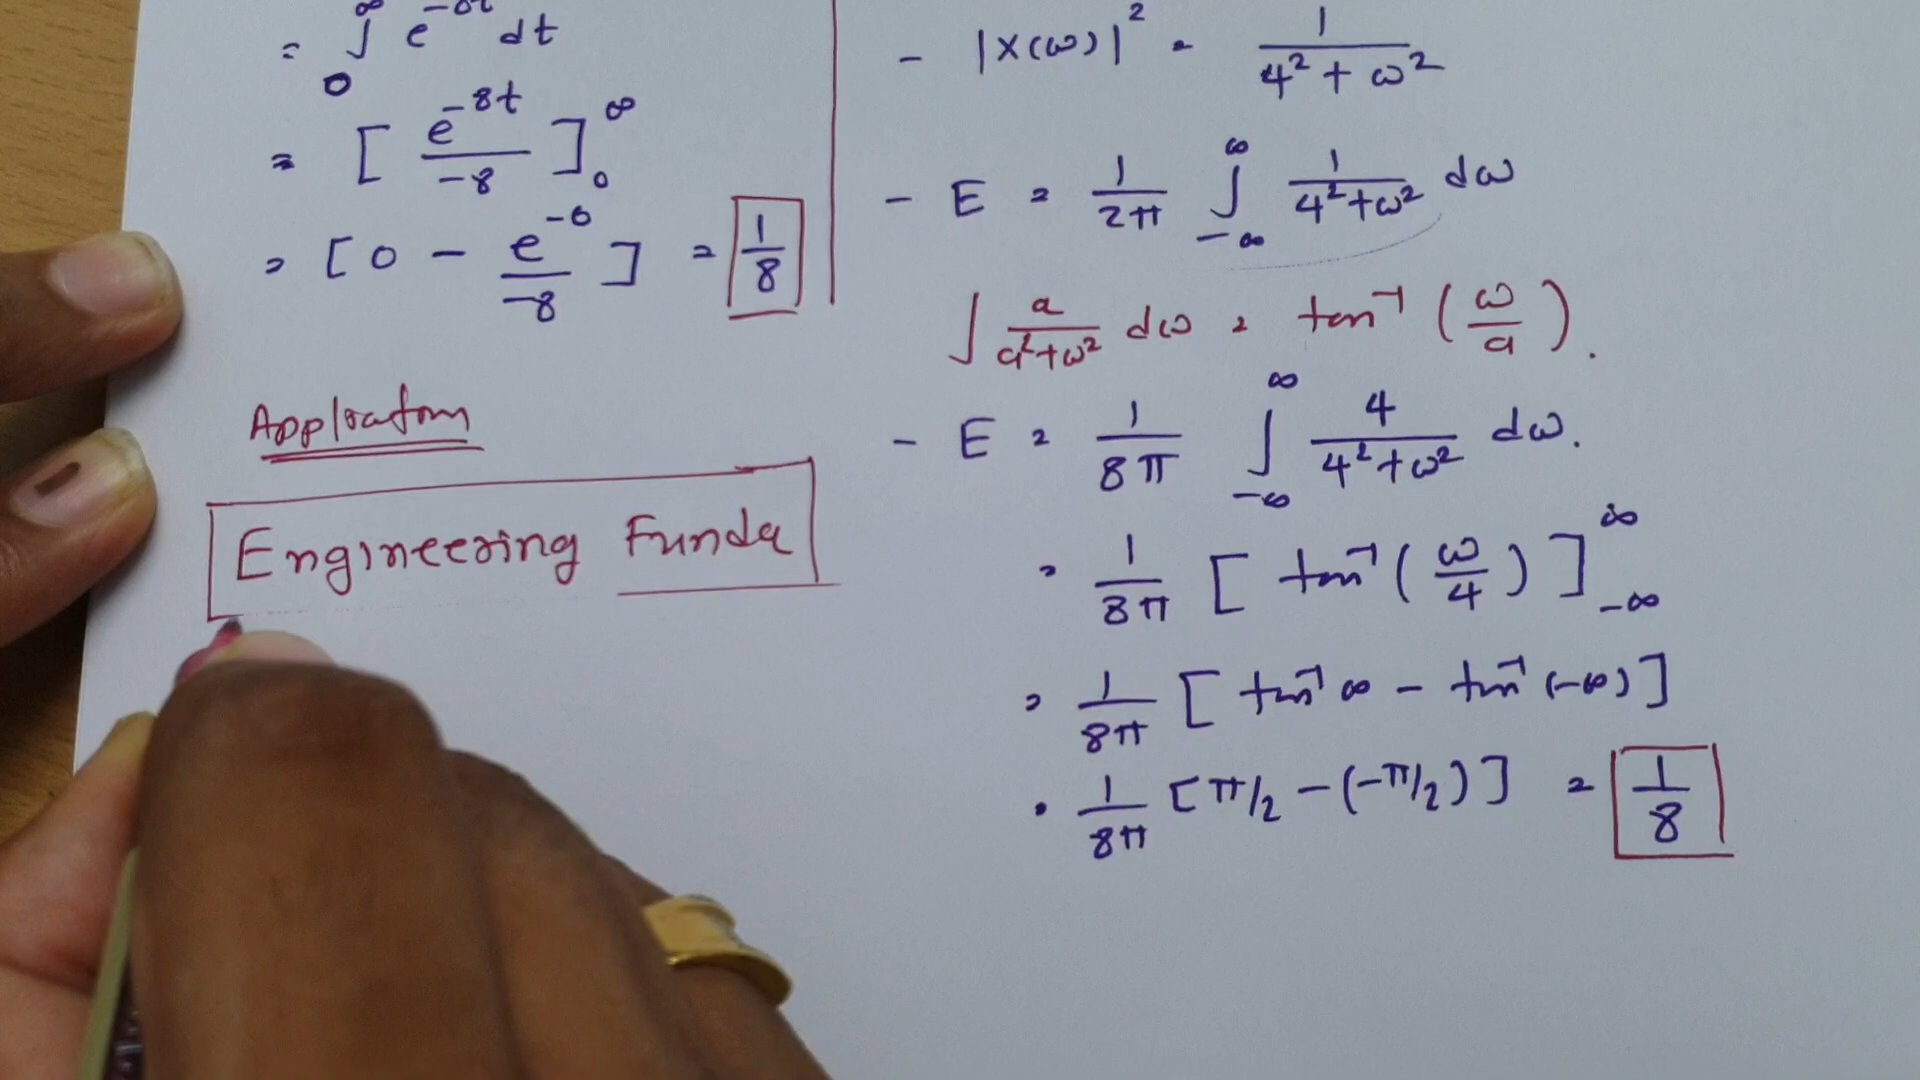 = ∫₀^∞ e^-8t dt
= [ e^-8t / -8 ]₀^∞
= [ 0 - e^-0 / -8 ] = 1/8
Application
Engineering Funda
- |X(ω)|² = 1 / 4² + ω²
- E = 1/2π ∫_-∞^∞ 1 / 4² + ω² dω
∫ a / a² + ω² dω = tan⁻¹ (ω/a).
- E = 1/8π ∫_-∞^∞ 4 / 4² + ω² dω.
= 1/8π [ tan⁻¹ (ω/4) ]_-∞^∞
= 1/8π [ tan⁻¹ ∞ - tan⁻¹ (-∞) ]
= 1/8π [ π/2 - (-π/2) ] = 1/8